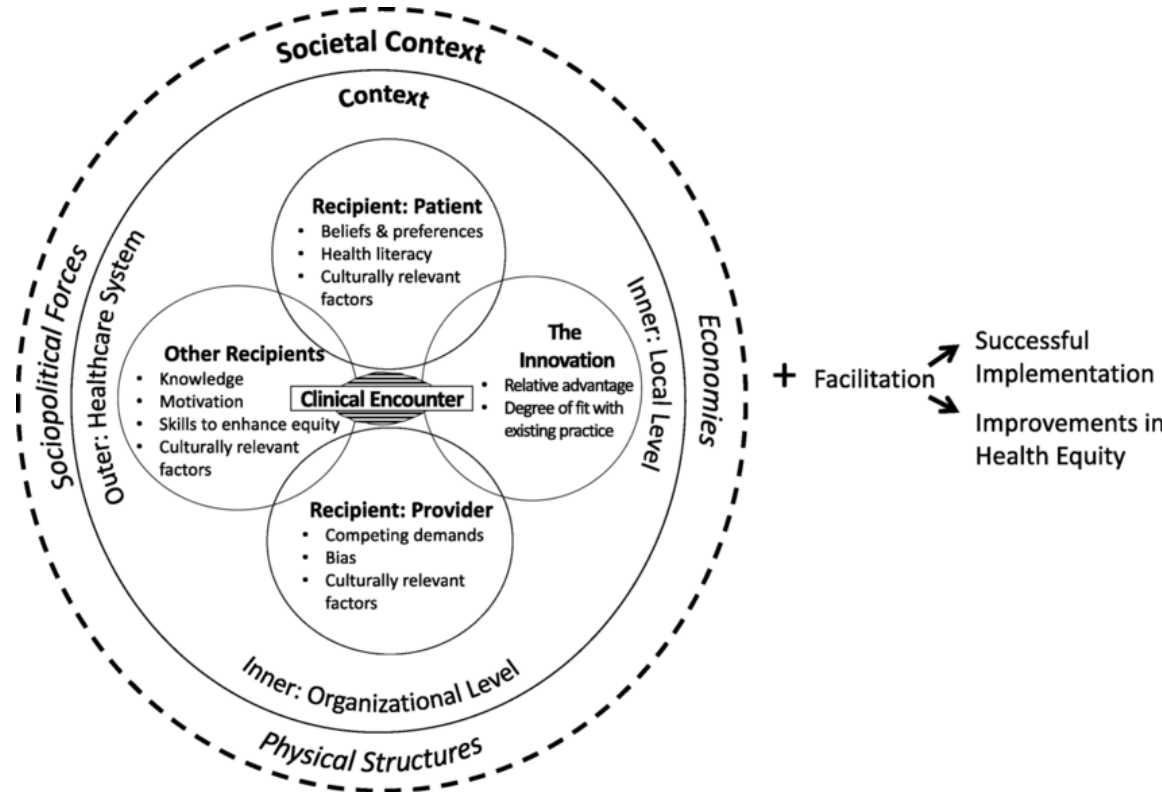 Societal Context
Context
Sociopolitical Forces
Outer: Healthcare System
Recipient: Patient
• Beliefs & preferences
• Health literacy
• Culturally relevant
factors
Other Recipients
• Knowledge
• Motivation
• Skills to enhance equity
• Culturally relevant
factors
Clinical Encounter
The
Innovation
• Relative advantage
• Degree of fit with
existing practice
Recipient: Provider
• Competing demands
• Bias
• Culturally relevant
factors
Inner: Local Level
Economies
Inner: Organizational Level
Physical Structures
+ Facilitation
Successful
Implementation
Improvements in
Health Equity